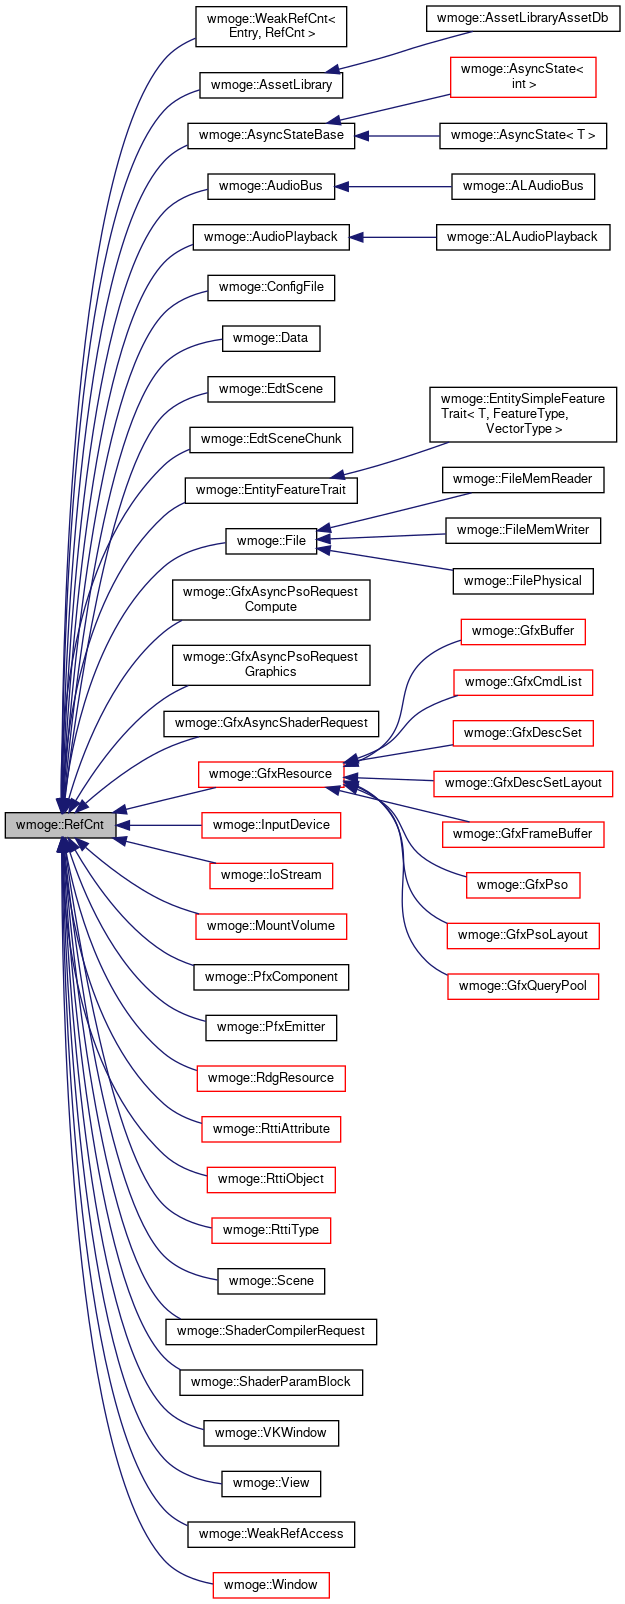 wmoge::RefCnt
wmoge::WeakRefCnt<
Entry, RefCnt >
wmoge::AssetLibrary
wmoge::AsyncStateBase
wmoge::AudioBus
wmoge::AudioPlayback
wmoge::ConfigFile
wmoge::Data
wmoge::EdtScene
wmoge::EdtSceneChunk
wmoge::EntityFeatureTrait
wmoge::File
wmoge::GfxAsyncPsoRequest
Compute
wmoge::GfxAsyncPsoRequest
Graphics
wmoge::GfxAsyncShaderRequest
wmoge::GfxResource
wmoge::InputDevice
wmoge::IoStream
wmoge::MountVolume
wmoge::PfxComponent
wmoge::PfxEmitter
wmoge::RdgResource
wmoge::RttiAttribute
wmoge::RttiObject
wmoge::RttiType
wmoge::Scene
wmoge::ShaderCompilerRequest
wmoge::ShaderParamBlock
wmoge::VKWindow
wmoge::View
wmoge::WeakRefAccess
wmoge::Window
wmoge::AssetLibraryAssetDb
wmoge::AsyncState<
int >
wmoge::AsyncState< T >
wmoge::ALAudioBus
wmoge::ALAudioPlayback
wmoge::EntitySimpleFeature
Trait< T, FeatureType,
VectorType >
wmoge::FileMemReader
wmoge::FileMemWriter
wmoge::FilePhysical
wmoge::GfxBuffer
wmoge::GfxCmdList
wmoge::GfxDescSet
wmoge::GfxDescSetLayout
wmoge::GfxFrameBuffer
wmoge::GfxPso
wmoge::GfxPsoLayout
wmoge::GfxQueryPool